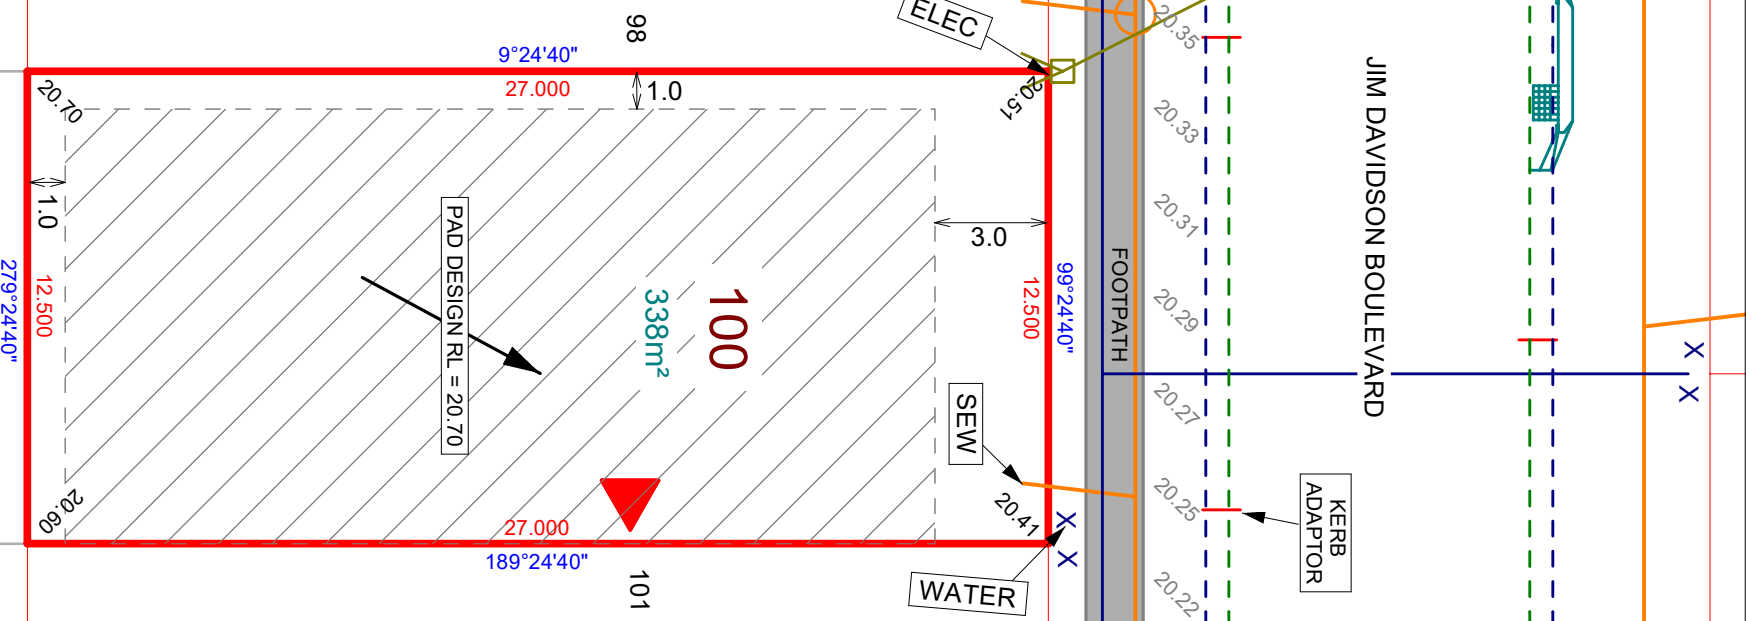 98
ELEC
9°24'40"
27.000
1.0
20.70
20.51
1.0
3.0
PAD DESIGN RL = 20.70
100
338m²
279°24'40"
12.500
12.500
99°24'40"
FOOTPATH
SEW
20.60
20.41
27.000
189°24'40"
101
WATER
X
X
20.35
20.33
20.31
20.29
20.27
20.25
20.22
JIM DAVIDSON BOULEVARD
KERB
ADAPTOR
X
X